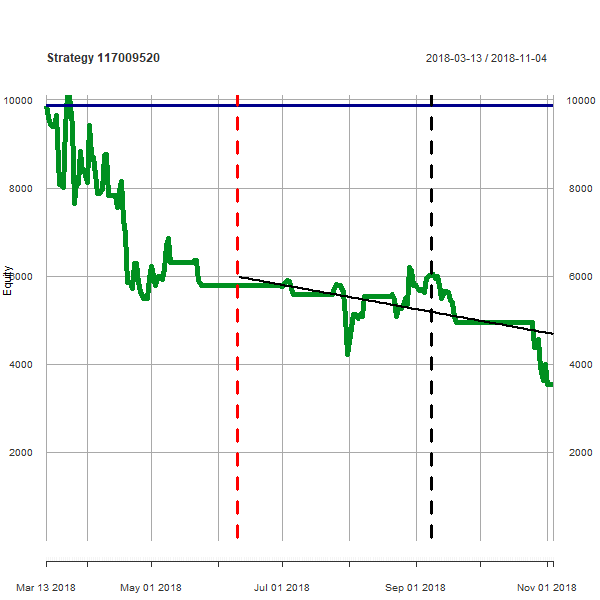 Strategy 117009520
2018-03-13 / 2018-11-04
10000 10000
8000 8000
6000 6000
Equity
4000 4000
2000 2000
Mar 13 2018 May 01 2018 Jul 01 2018 Sep 01 2018 Nov 01 2018